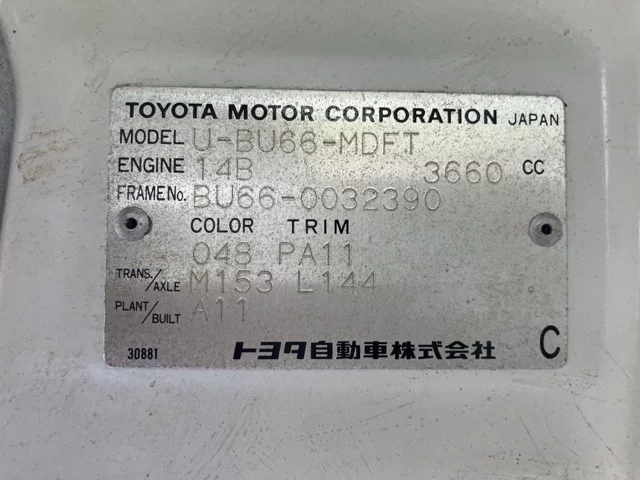 TOYOTA MOTOR CORPORATION JAPAN
MODEL U-BU66-MDFT
ENGINE 14B 3660 CC
FRAME No. BU66-0032390
COLOR TRIM
048 PA11
TRANS./AXLE M153 L144
PLANT/BUILT A11
30881 トヨタ自動車株式会社 C